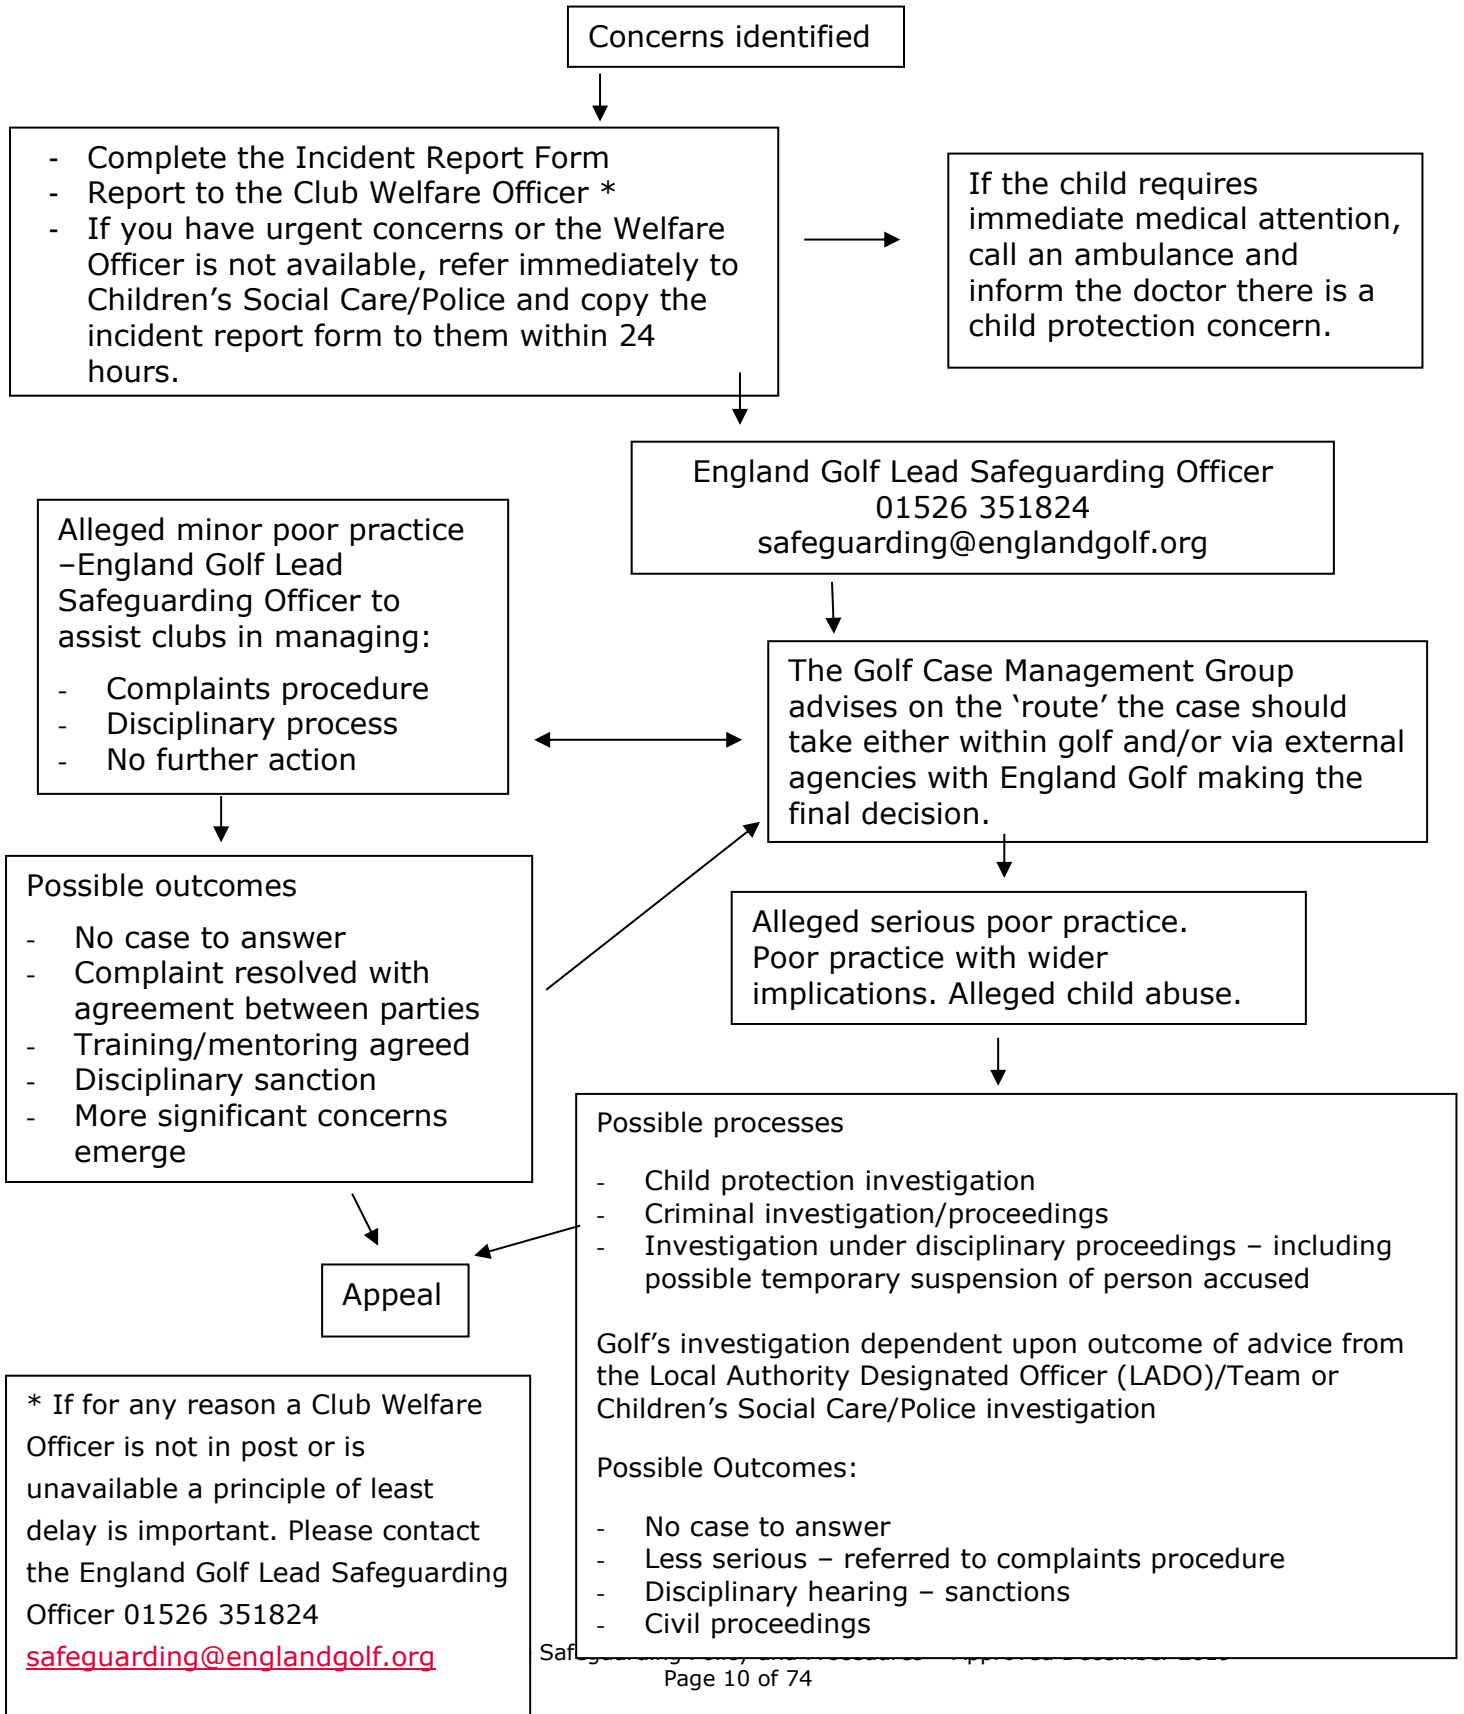 Concerns identified
- Complete the Incident Report Form
- Report to the Club Welfare Officer *
- If you have urgent concerns or the Welfare
Officer is not available, refer immediately to
Children’s Social Care/Police and copy the
incident report form to them within 24
hours.
If the child requires
immediate medical attention,
call an ambulance and
inform the doctor there is a
child protection concern.
England Golf Lead Safeguarding Officer
01526 351824
safeguarding@englandgolf.org
Alleged minor poor practice
–England Golf Lead
Safeguarding Officer to
assist clubs in managing:
- Complaints procedure
- Disciplinary process
- No further action
The Golf Case Management Group
advises on the ‘route’ the case should
take either within golf and/or via external
agencies with England Golf making the
final decision.
Possible outcomes
- No case to answer
- Complaint resolved with
agreement between parties
- Training/mentoring agreed
- Disciplinary sanction
- More significant concerns
emerge
Alleged serious poor practice.
Poor practice with wider
implications. Alleged child abuse.
Possible processes
- Child protection investigation
- Criminal investigation/proceedings
- Investigation under disciplinary proceedings – including
possible temporary suspension of person accused
Golf’s investigation dependent upon outcome of advice from
the Local Authority Designated Officer (LADO)/Team or
Children’s Social Care/Police investigation
Possible Outcomes:
- No case to answer
- Less serious – referred to complaints procedure
- Disciplinary hearing – sanctions
- Civil proceedings
Appeal
* If for any reason a Club Welfare
Officer is not in post or is
unavailable a principle of least
delay is important. Please contact
the England Golf Lead Safeguarding
Officer 01526 351824
safeguarding@englandgolf.org
Safeguarding Policy and Procedures
Page 10 of 74